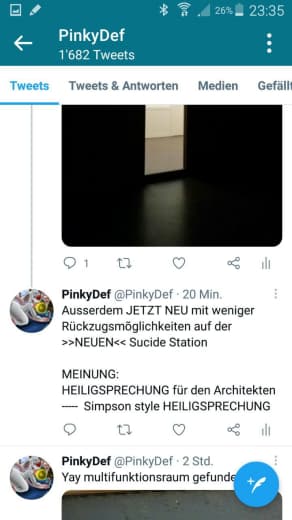 26% 23:35
PinkyDef
1'682 Tweets
Tweets Tweets & Antworten Medien Gefäll
1
PinkyDef @PinkyDef · 20 Min.
Ausserdem JETZT NEU mit weniger
Rückzugsmöglichkeiten auf der
>>NEUEN<< Sucide Station
MEINUNG:
HEILIGSPRECHUNG für den Architekten
----- Simpson style HEILIGSPRECHUNG
PinkyDef @PinkyDef · 2 Std.
Yay multifunktionsraum gefunde